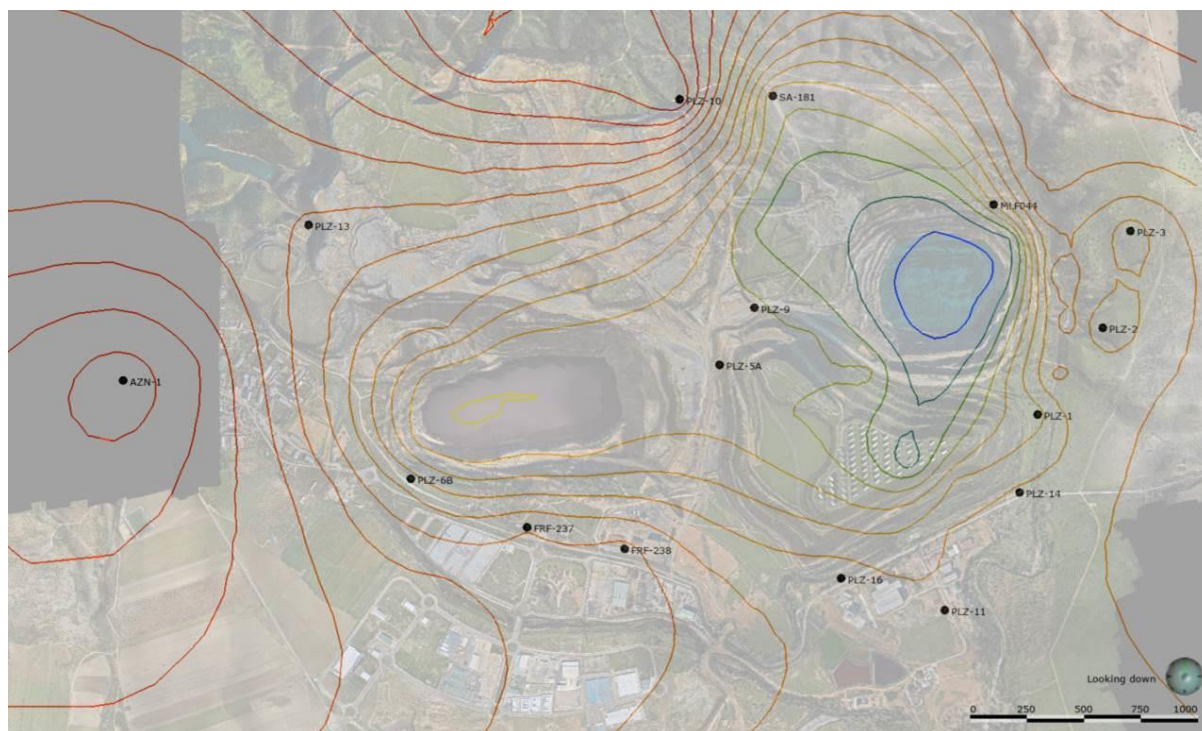 PLZ-10
SA-181
MLF044
PLZ-13
PLZ-3
PLZ-9
PLZ-2
PLZ-5A
AZN-1
PLZ-1
PLZ-6B
PLZ-14
FRF-237
FRF-238
PLZ-16
PLZ-11
Looking down
0 250 500 750 1000